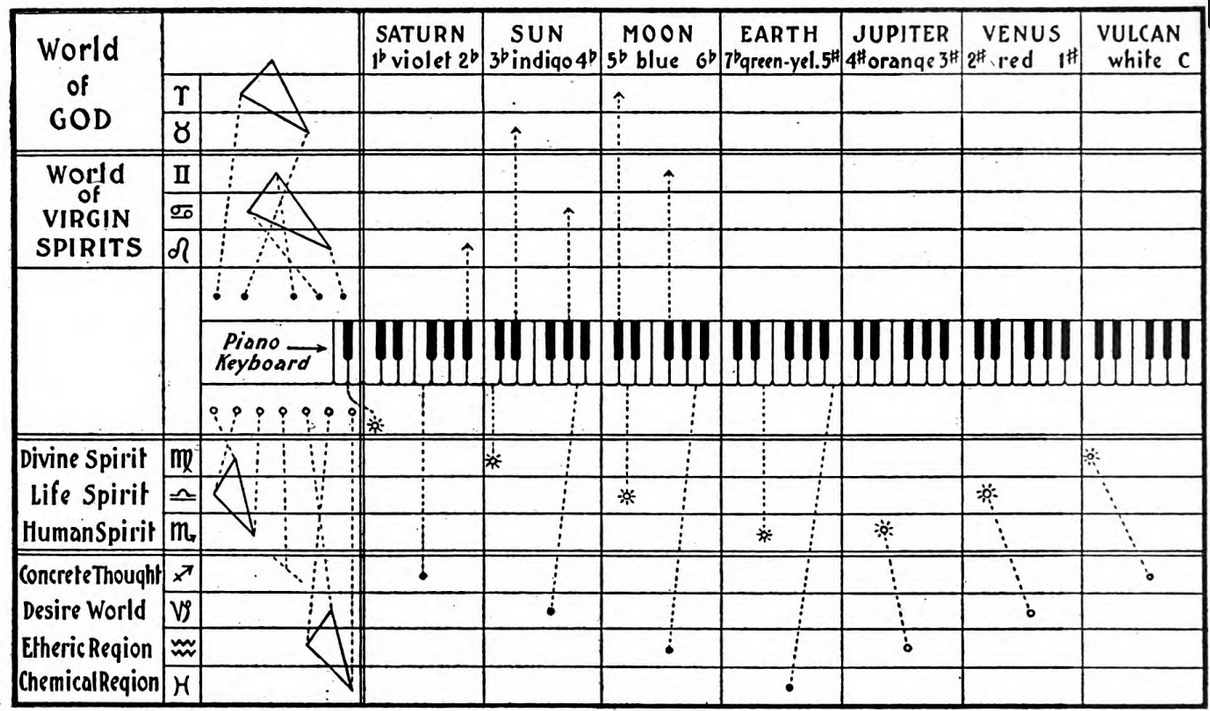 World
of
GOD
SATURN
1♭ violet 2♭
SUN
3♭ indigo 4♭
MOON
5♭ blue 6♭
EARTH
7♭ green-yel. 5#
JUPITER
4# orange 3#
VENUS
2# red 1#
VULCAN
white C
♈
♉
World
of
VIRGIN
SPIRITS
♊
♋
♌
Piano
Keyboard
Divine Spirit ♍
Life Spirit ♎
Human Spirit ♏
Concrete Thought ♐
Desire World ♑
Etheric Region ♒
Chemical Region ♓